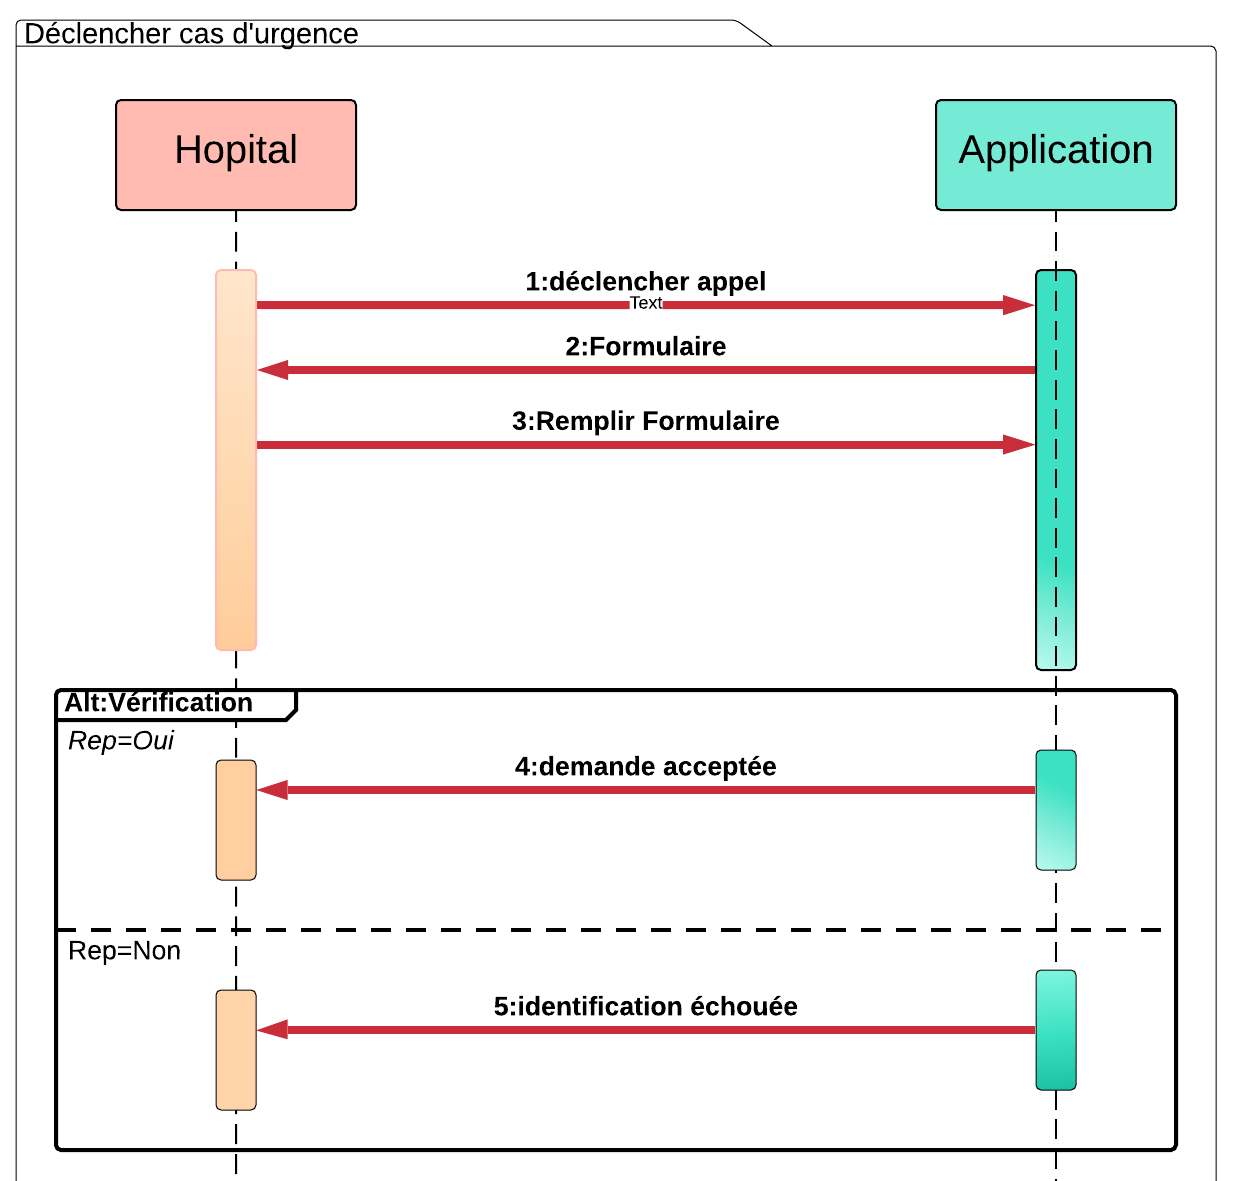 Déclencher cas d'urgence
Hopital
Application
1:déclencher appel
Text
2:Formulaire
3:Remplir Formulaire
Alt:Vérification
Rep=Oui
4:demande acceptée
Rep=Non
5:identification échouée